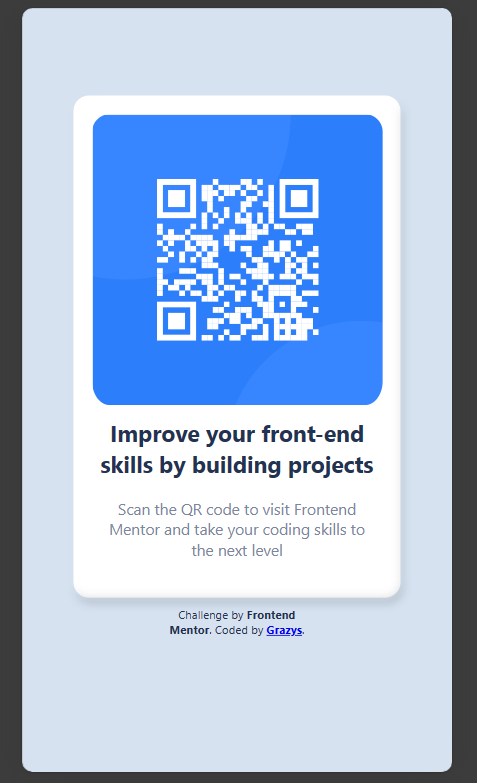 Improve your front-end
skills by building projects
Scan the QR code to visit Frontend
Mentor and take your coding skills to
the next level
Challenge by Frontend
Mentor. Coded by Grazys.